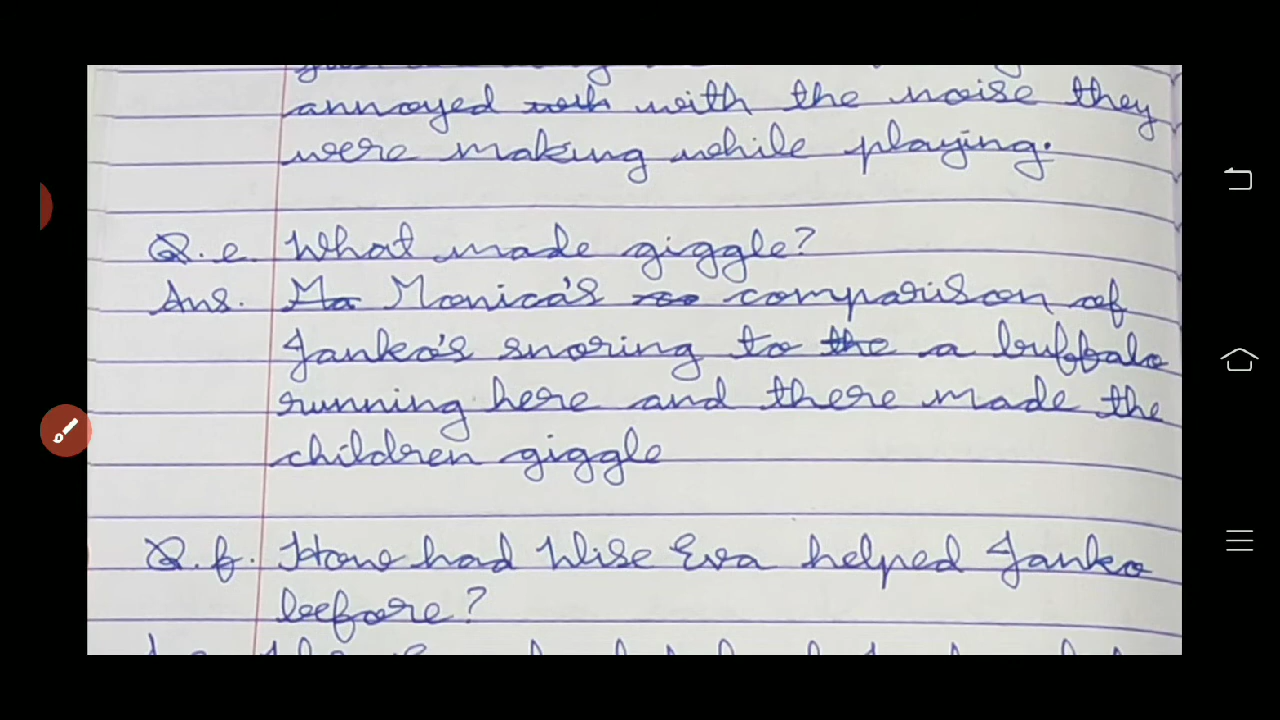 annoyed with the noise they
were making while playing.
Q. e. What made giggle?
Ans. Monica's comparison of
Janko's snoring to a buffalo
running here and there made the
children giggle
Q. f. How had Wise Eva helped Janko
before?